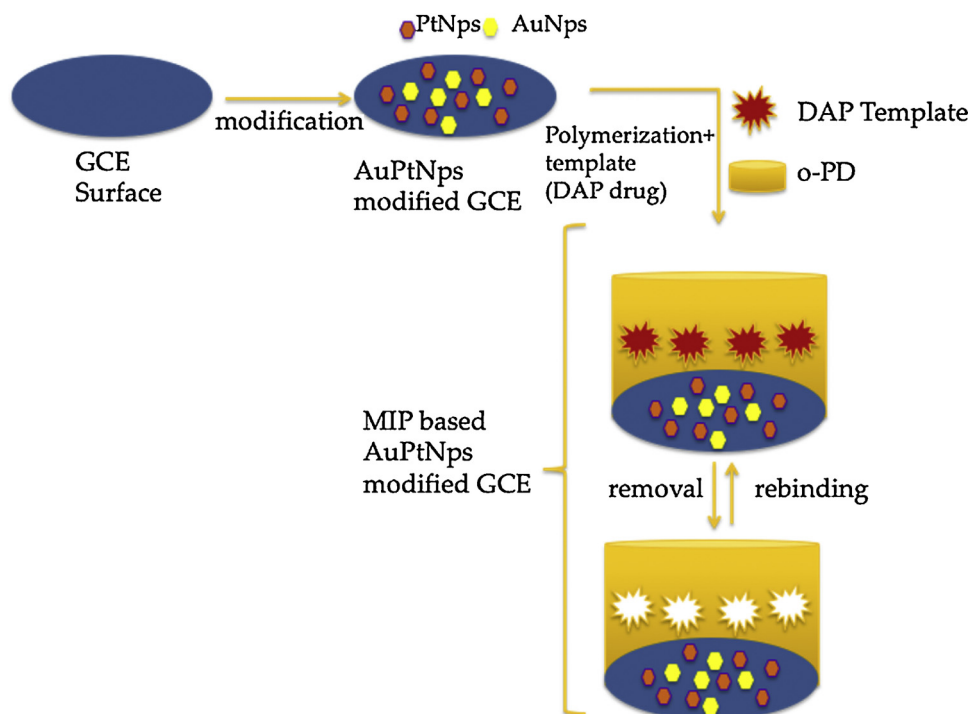 PtNps AuNps
GCE
Surface
modification
AuPtNps
modified GCE
Polymerization+
template
(DAP drug)
DAP Template
o-PD
MIP based
AuPtNps
modified GCE
removal
rebinding